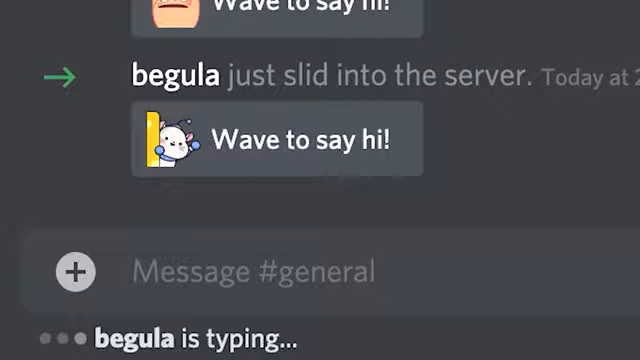 Wave to say hi!
begula just slid into the server. Today at 2
Wave to say hi!
Message #general
begula is typing...